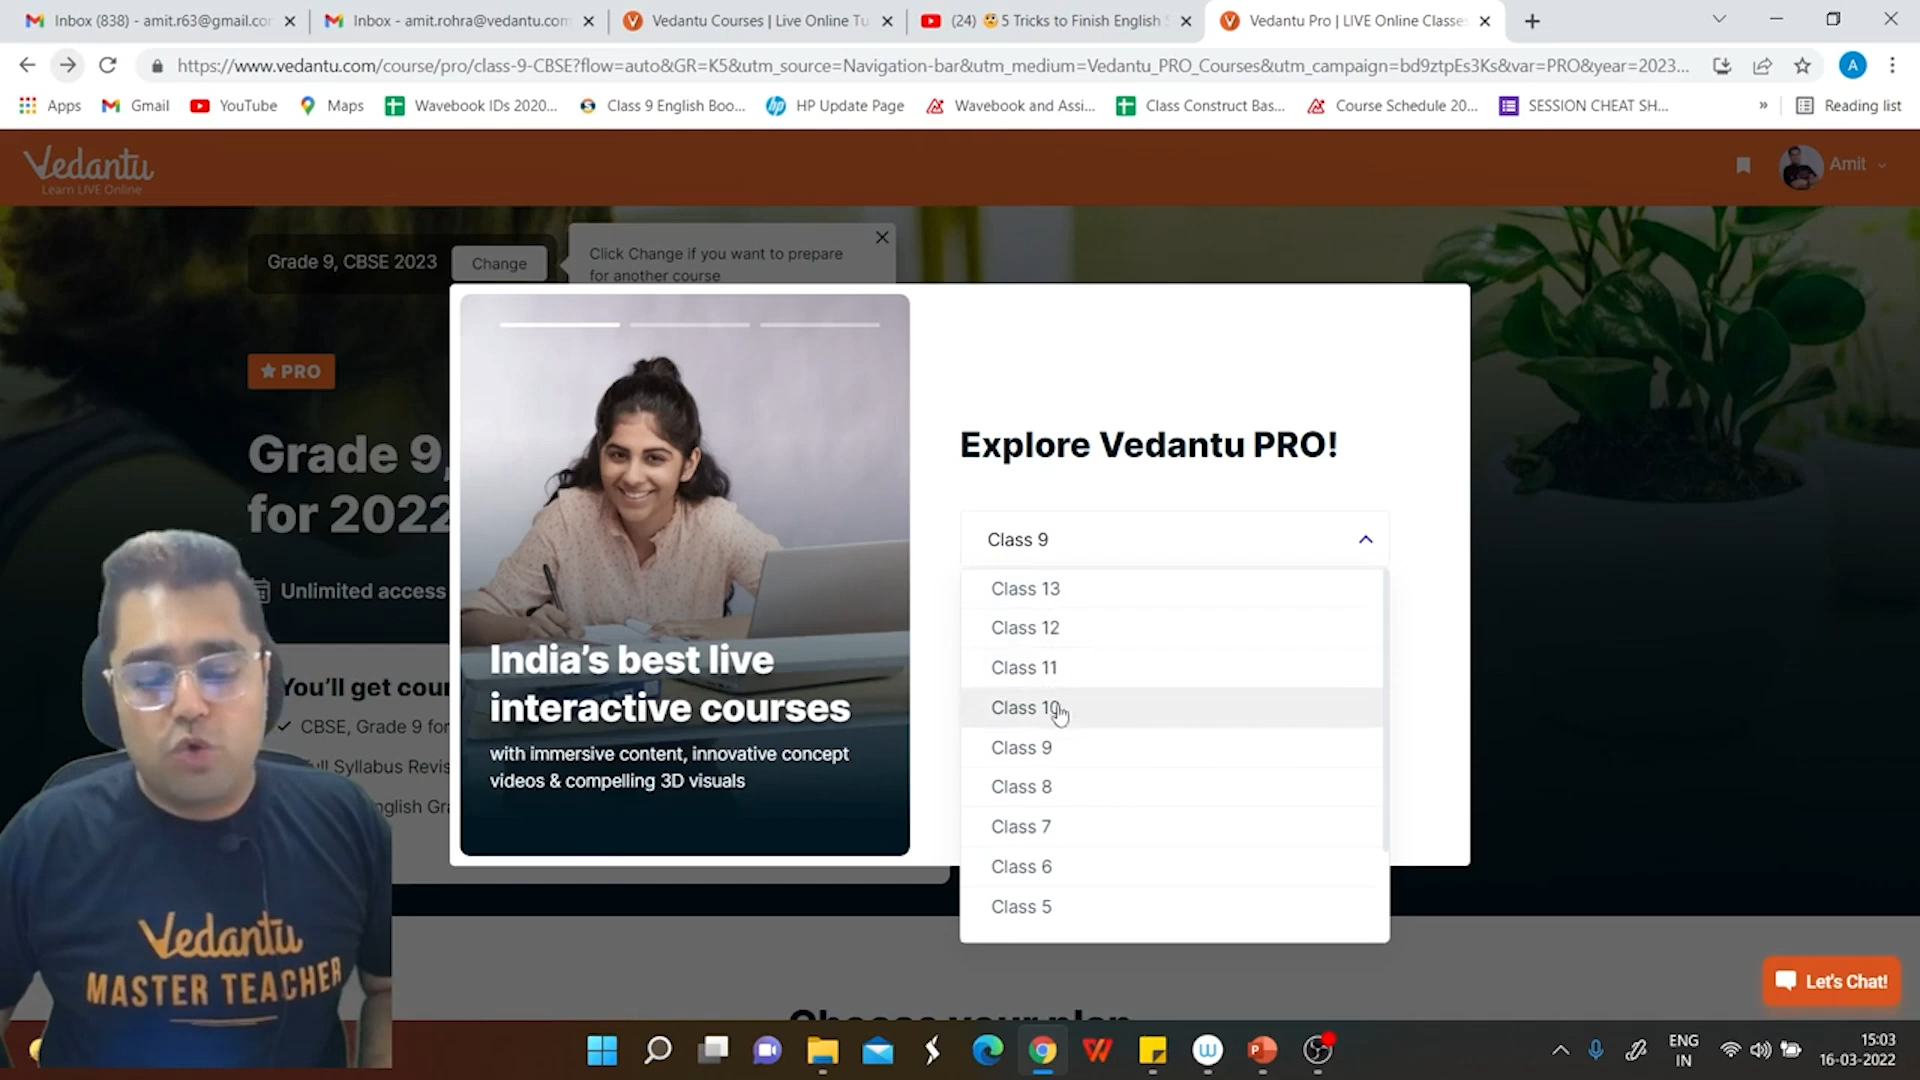 Inbox (838) - amit.r63@gmail.co
Inbox - amit.rohra@vedantu.com
Vedantu Courses | Live Online Tu
(24) 5 Tricks to Finish English S
Vedantu Pro | LIVE Online Classes
https://www.vedantu.com/course/pro/class-9-CBSE?flow=auto&GR=K5&utm_source=Navigation-bar&utm_medium=Vedantu_PRO_Courses&utm_campaign=bd9ztpEs3Ks&var=PRO&year=2023...
A
Apps
Gmail
YouTube
Maps
Wavebook IDs 2020...
Class 9 English Boo...
HP Update Page
Wavebook and Assi...
Class Construct Bas...
Course Schedule 20...
SESSION CHEAT SH...
»
Reading list
Vedantu
Learn LIVE Online
Amit
Grade 9, CBSE 2023
Change
Click Change if you want to prepare
for another course
PRO
Grade 9,
for 2022
Unlimited access
You'll get cour
CBSE, Grade 9 for
ull Syllabus Revis
nglish Gra
India's best live
interactive courses
with immersive content, innovative concept
videos & compelling 3D visuals
Explore Vedantu PRO!
Class 9
Class 13
Class 12
Class 11
Class 10
Class 9
Class 8
Class 7
Class 6
Class 5
Vedantu
MASTER TEACHER
Let's Chat!
Choose your plan
ENG
IN
15:03
16-03-2022